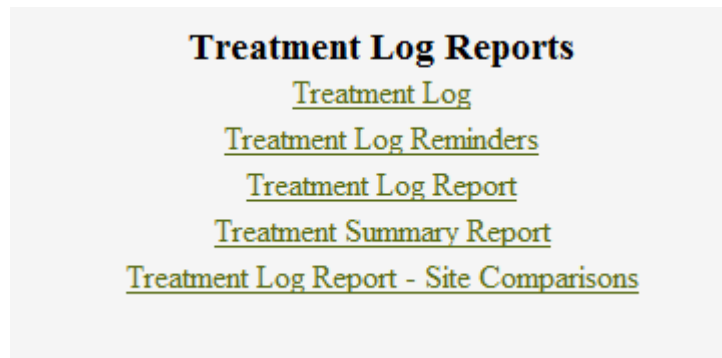 Treatment Log Reports
Treatment Log
Treatment Log Reminders
Treatment Log Report
Treatment Summary Report
Treatment Log Report - Site Comparisons